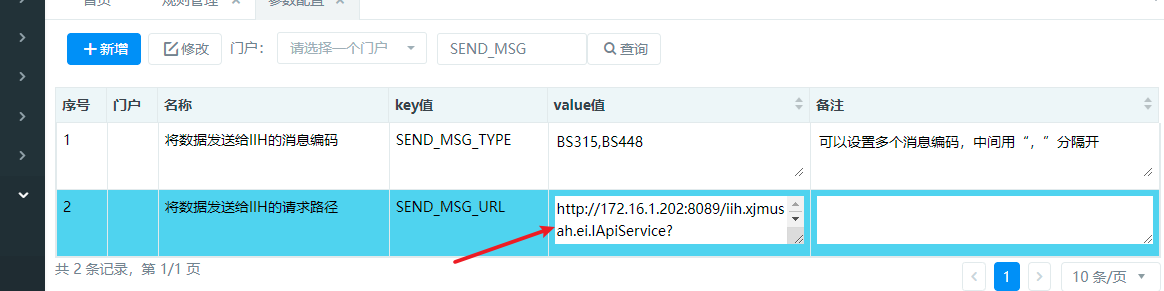 首页 规则管理 × 参数配置 ×
+新增 修改 门户： 请选择一个门户 SEND_MSG 查询
序号 门户 名称 key值 value值 备注
1 将数据发送给IIH的消息编码 SEND_MSG_TYPE BS315,BS448 可以设置多个消息编码，中间用“，”分隔开
2 将数据发送给IIH的请求路径 SEND_MSG_URL http://172.16.1.202:8089/iih.xjmus
ah.ei.IApiService?
共 2 条记录，第 1/1 页
1 10 条/页